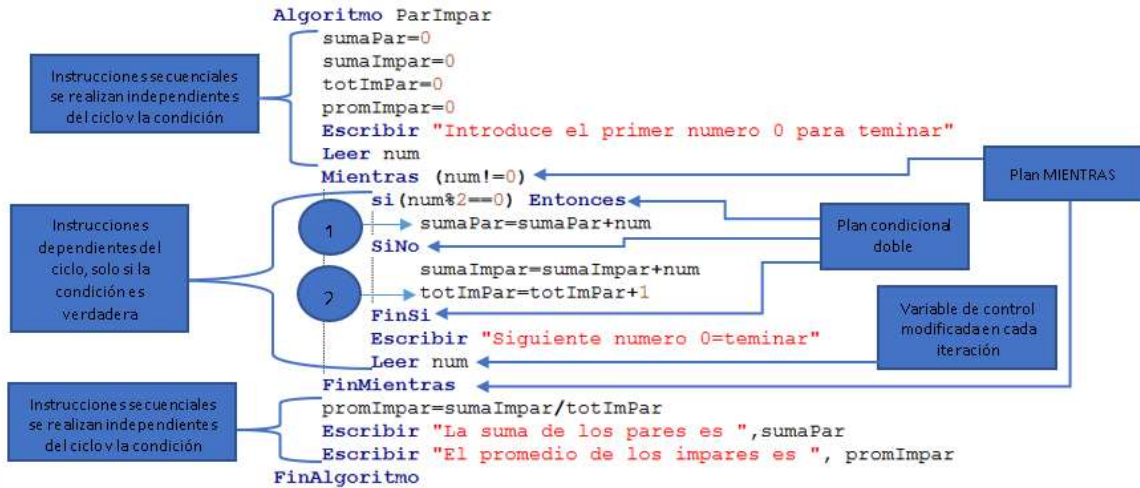 Algoritmo ParImpar
sumaPar=0
sumaImpar=0
totImPar=0
promImpar=0
Escribir "Introduce el primer numero 0 para teminar"
Leer num
Mientras (num!=0)
si(num%2==0) Entonces
sumaPar=sumaPar+num
SiNo
sumaImpar=sumaImpar+num
totImPar=totImPar+1
FinSi
Escribir "Siguiente numero 0=teminar"
Leer num
FinMientras
promImpar=sumaImpar/totImPar
Escribir "La suma de los pares es ",sumaPar
Escribir "El promedio de los impares es ", promImpar
FinAlgoritmo
Instrucciones secuenciales
se realizan independientes
del ciclo y la condición
Instrucciones
dependientes del
ciclo, solo si la
condición es
verdadera
1
2
Instrucciones secuenciales
se realizan independientes
del ciclo y la condición
Plan MIENTRAS
Plan condicional
doble
Variable de control
modificada en cada
iteración